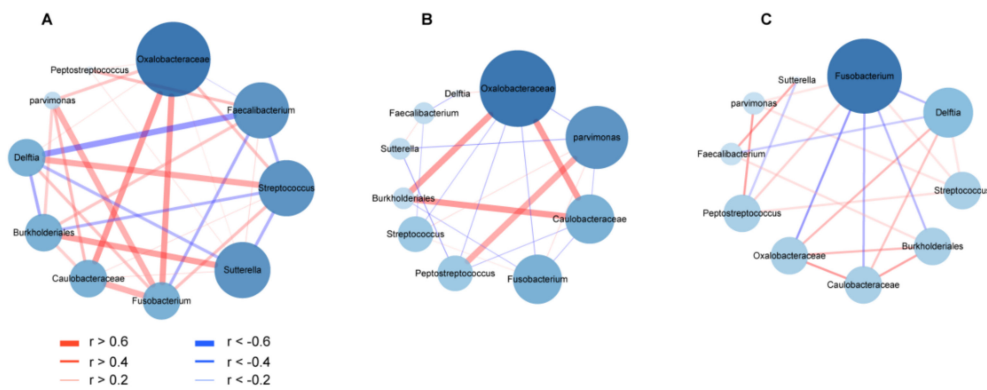 A
Oxalobacteraceae
Peptostreptococcus
parvimonas
Faecalibacterium
Delftia
Streptococcus
Burkholderiales
Sutterella
Caulobacteraceae
Fusobacterium
r > 0.6
r < -0.6
r > 0.4
r < -0.4
r > 0.2
r < -0.2
B
Oxalobacteraceae
Delftia
Faecalibacterium
parvimonas
Sutterella
Burkholderiales
Caulobacteraceae
Streptococcus
Peptostreptococcus
Fusobacterium
C
Fusobacterium
Sutterella
parvimonas
Delftia
Faecalibacterium
Streptococcus
Peptostreptococcus
Burkholderiales
Oxalobacteraceae
Caulobacteraceae